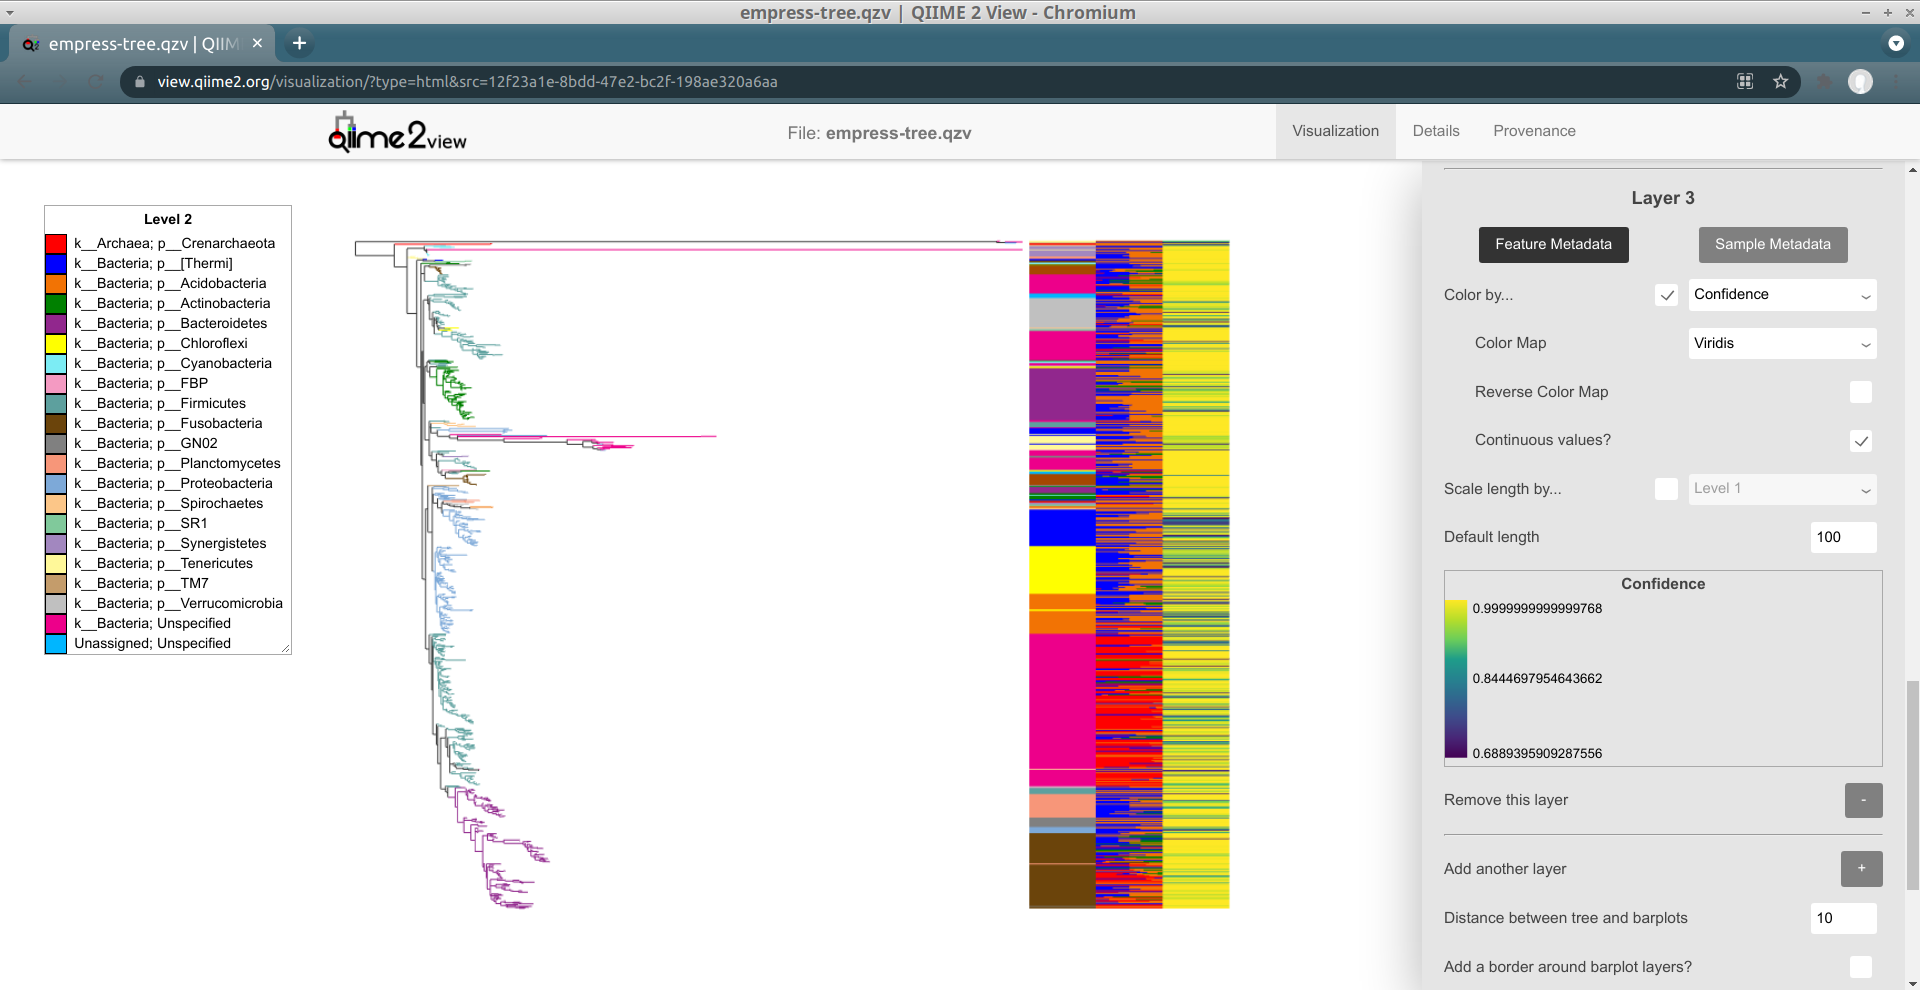 empress-tree.qzv | QIIME 2 View - Chromium
empress-tree.qzv | QIIM
view.qiime2.org/visualization/?type=html&src=12f23a1e-8bdd-47e2-bc2f-198ae320a6aa
qiime2view
File: empress-tree.qzv
Visualization
Details
Provenance
Level 2
k__Archaea; p__Crenarchaeota
k__Bacteria; p__[Thermi]
k__Bacteria; p__Acidobacteria
k__Bacteria; p__Actinobacteria
k__Bacteria; p__Bacteroidetes
k__Bacteria; p__Chloroflexi
k__Bacteria; p__Cyanobacteria
k__Bacteria; p__FBP
k__Bacteria; p__Firmicutes
k__Bacteria; p__Fusobacteria
k__Bacteria; p__GN02
k__Bacteria; p__Planctomycetes
k__Bacteria; p__Proteobacteria
k__Bacteria; p__Spirochaetes
k__Bacteria; p__SR1
k__Bacteria; p__Synergistetes
k__Bacteria; p__Tenericutes
k__Bacteria; p__TM7
k__Bacteria; p__Verrucomicrobia
k__Bacteria; Unspecified
Unassigned; Unspecified
Layer 3
Feature Metadata
Sample Metadata
Color by...
Confidence
Color Map
Viridis
Reverse Color Map
Continuous values?
Scale length by...
Level 1
Default length
100
Confidence
0.9999999999999768
0.8444697954643662
0.6889395909287556
Remove this layer
-
Add another layer
+
Distance between tree and barplots
10
Add a border around barplot layers?